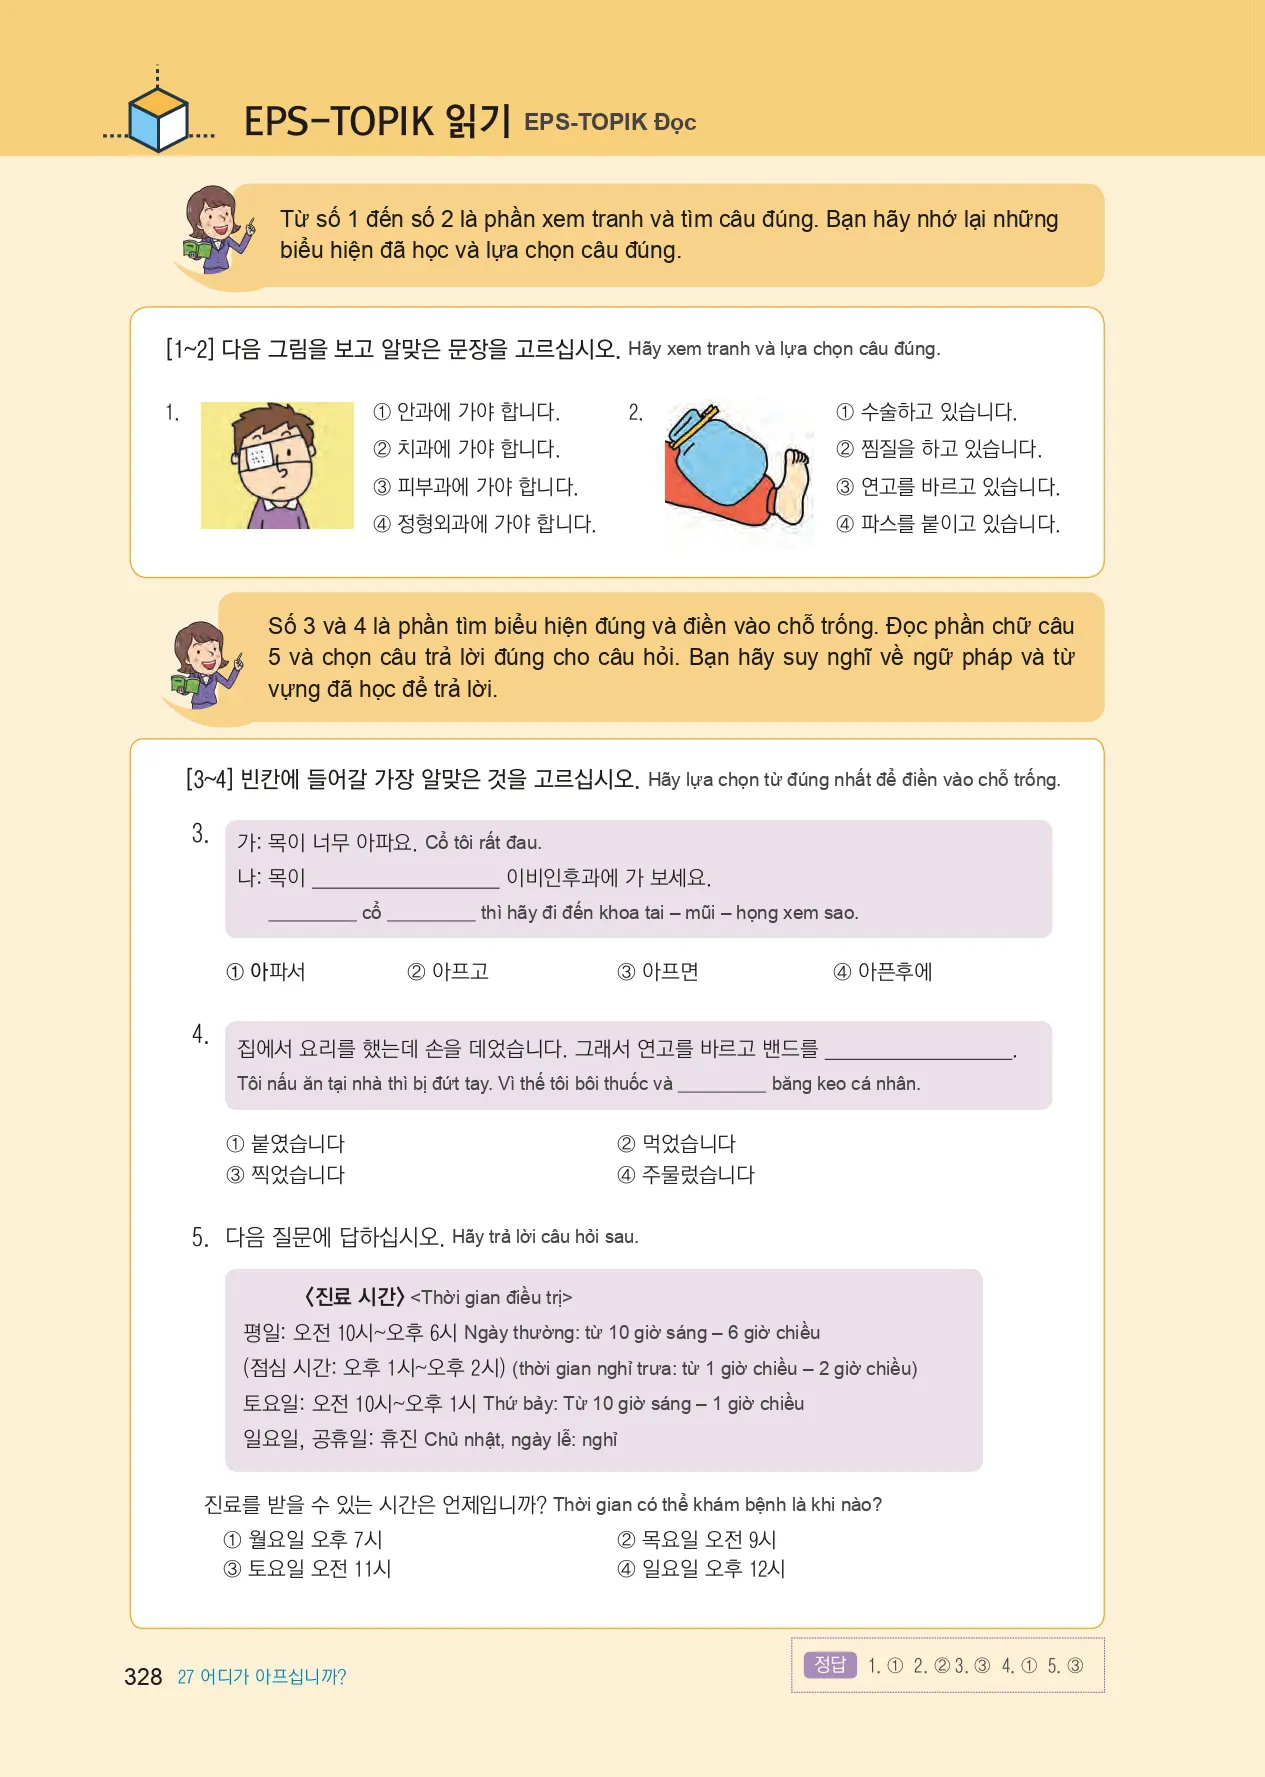 EPS-TOPIK 읽기 EPS-TOPIK Đọc
Từ số 1 đến số 2 là phần xem tranh và tìm câu đúng. Bạn hãy nhớ lại những
biểu hiện đã học và lựa chọn câu đúng.
[1~2] 다음 그림을 보고 알맞은 문장을 고르십시오. Hãy xem tranh và lựa chọn câu đúng.
1.
① 안과에 가야 합니다.
② 치과에 가야 합니다.
③ 피부과에 가야 합니다.
④ 정형외과에 가야 합니다.
2.
① 수술하고 있습니다.
② 찜질을 하고 있습니다.
③ 연고를 바르고 있습니다.
④ 파스를 붙이고 있습니다.
Số 3 và 4 là phần tìm biểu hiện đúng và điền vào chỗ trống. Đọc phần chữ câu
5 và chọn câu trả lời đúng cho câu hỏi. Bạn hãy suy nghĩ về ngữ pháp và từ
vựng đã học để trả lời.
[3~4] 빈칸에 들어갈 가장 알맞은 것을 고르십시오. Hãy lựa chọn từ đúng nhất để điền vào chỗ trống.
3.
가: 목이 너무 아파요. Cổ tôi rất đau.
나: 목이 _________________ 이비인후과에 가 보세요.
_________ cổ _________ thì hãy đi đến khoa tai – mũi – họng xem sao.
① 아파서 ② 아프고 ③ 아프면 ④ 아픈후에
4.
집에서 요리를 했는데 손을 데었습니다. 그래서 연고를 바르고 밴드를 _________________.
Tôi nấu ăn tại nhà thì bị đứt tay. Vì thế tôi bôi thuốc và _________ băng keo cá nhân.
① 붙였습니다 ② 먹었습니다
③ 찍었습니다 ④ 주물렀습니다
5. 다음 질문에 답하십시오. Hãy trả lời câu hỏi sau.
〈진료 시간〉 <Thời gian điều trị>
평일: 오전 10시~오후 6시 Ngày thường: từ 10 giờ sáng – 6 giờ chiều
(점심 시간: 오후 1시~오후 2시) (thời gian nghỉ trưa: từ 1 giờ chiều – 2 giờ chiều)
토요일: 오전 10시~오후 1시 Thứ bảy: Từ 10 giờ sáng – 1 giờ chiều
일요일, 공휴일: 휴진 Chủ nhật, ngày lễ: nghỉ
진료를 받을 수 있는 시간은 언제입니까? Thời gian có thể khám bệnh là khi nào?
① 월요일 오후 7시 ② 목요일 오전 9시
③ 토요일 오전 11시 ④ 일요일 오후 12시
328 27 어디가 아프십니까?
정답 1. ① 2. ② 3. ③ 4. ① 5. ③